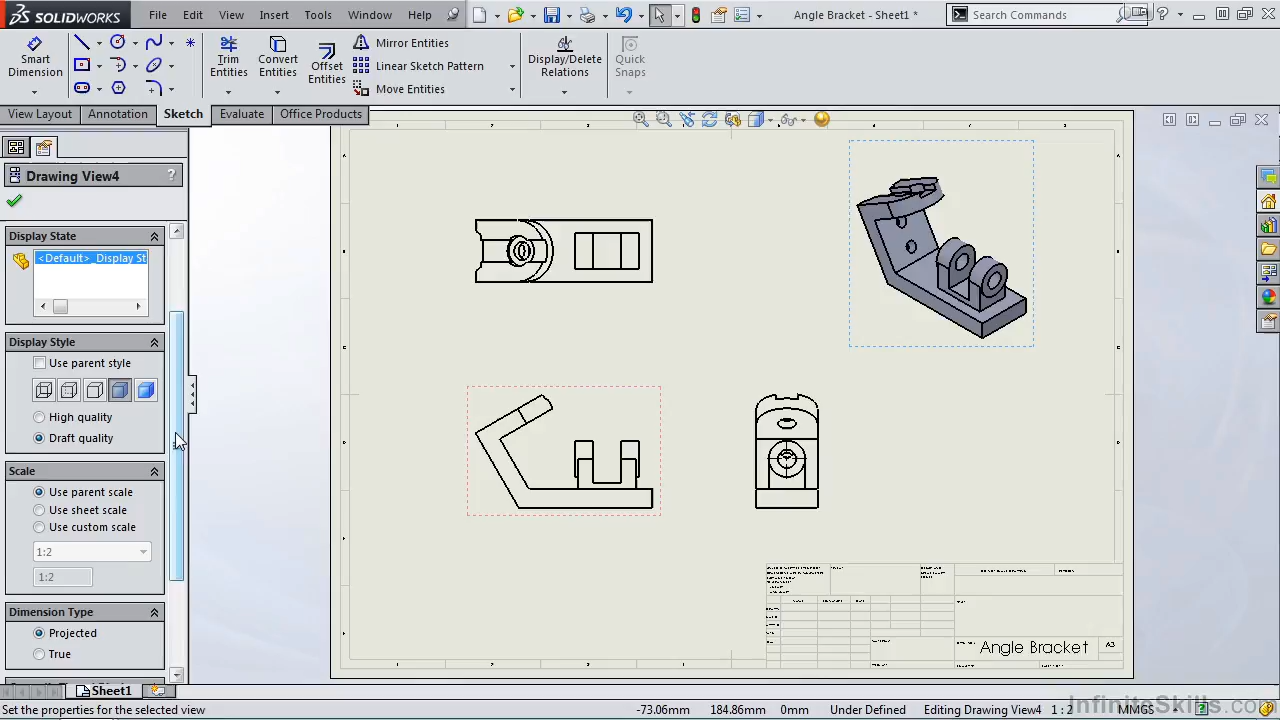 SOLIDWORKS File Edit View Insert Tools Window Help Angle Bracket - Sheet1 * Search Commands
Smart Dimension
Trim Entities
Convert Entities
Offset Entities
Mirror Entities
Linear Sketch Pattern
Move Entities
Display/Delete Relations
Quick Snaps
View Layout Annotation Sketch Evaluate Office Products
Drawing View4 ?
Display State
<Default>_Display St
Display Style
Use parent style
High quality
Draft quality
Scale
Use parent scale
Use sheet scale
Use custom scale
1:2
1:2
Dimension Type
Projected
True
Angle Bracket A3
Sheet1
InfiniteSkills.com
Set the properties for the selected view -73.06mm 184.86mm 0mm Under Defined Editing Drawing View4 1 : 2 MMGS